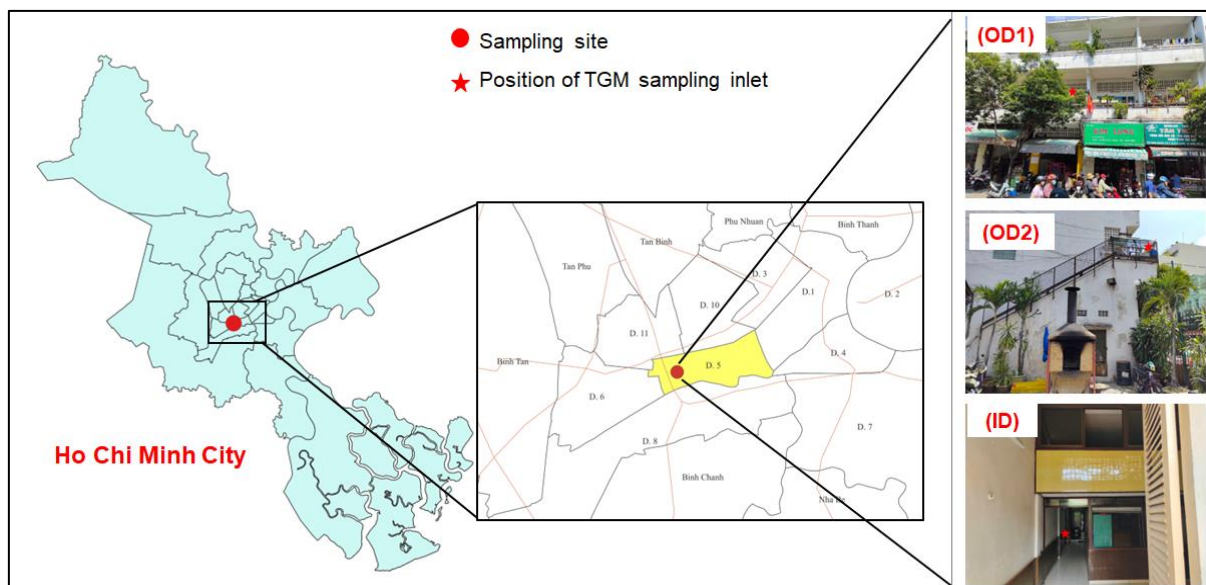 Sampling site
Position of TGM sampling inlet
Ho Chi Minh City
Phu Nhuan
Binh Thanh
Tan Binh
Tan Phu
D. 3
D.1
D. 2
D. 10
D. 11
D. 4
Binh Tan
D. 5
D. 6
D. 7
D. 8
Binh Chanh
Nha Be
(OD1)
(OD2)
(ID)